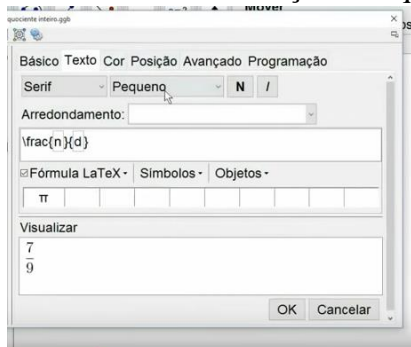 Mover
quociente inteiro.ggb
Básico Texto Cor Posição Avançado Programação
Serif Pequeno N I
Arredondamento:
\frac{n}{d}
Fórmula LaTeX Símbolos Objetos
π
Visualizar
7
9
OK Cancelar